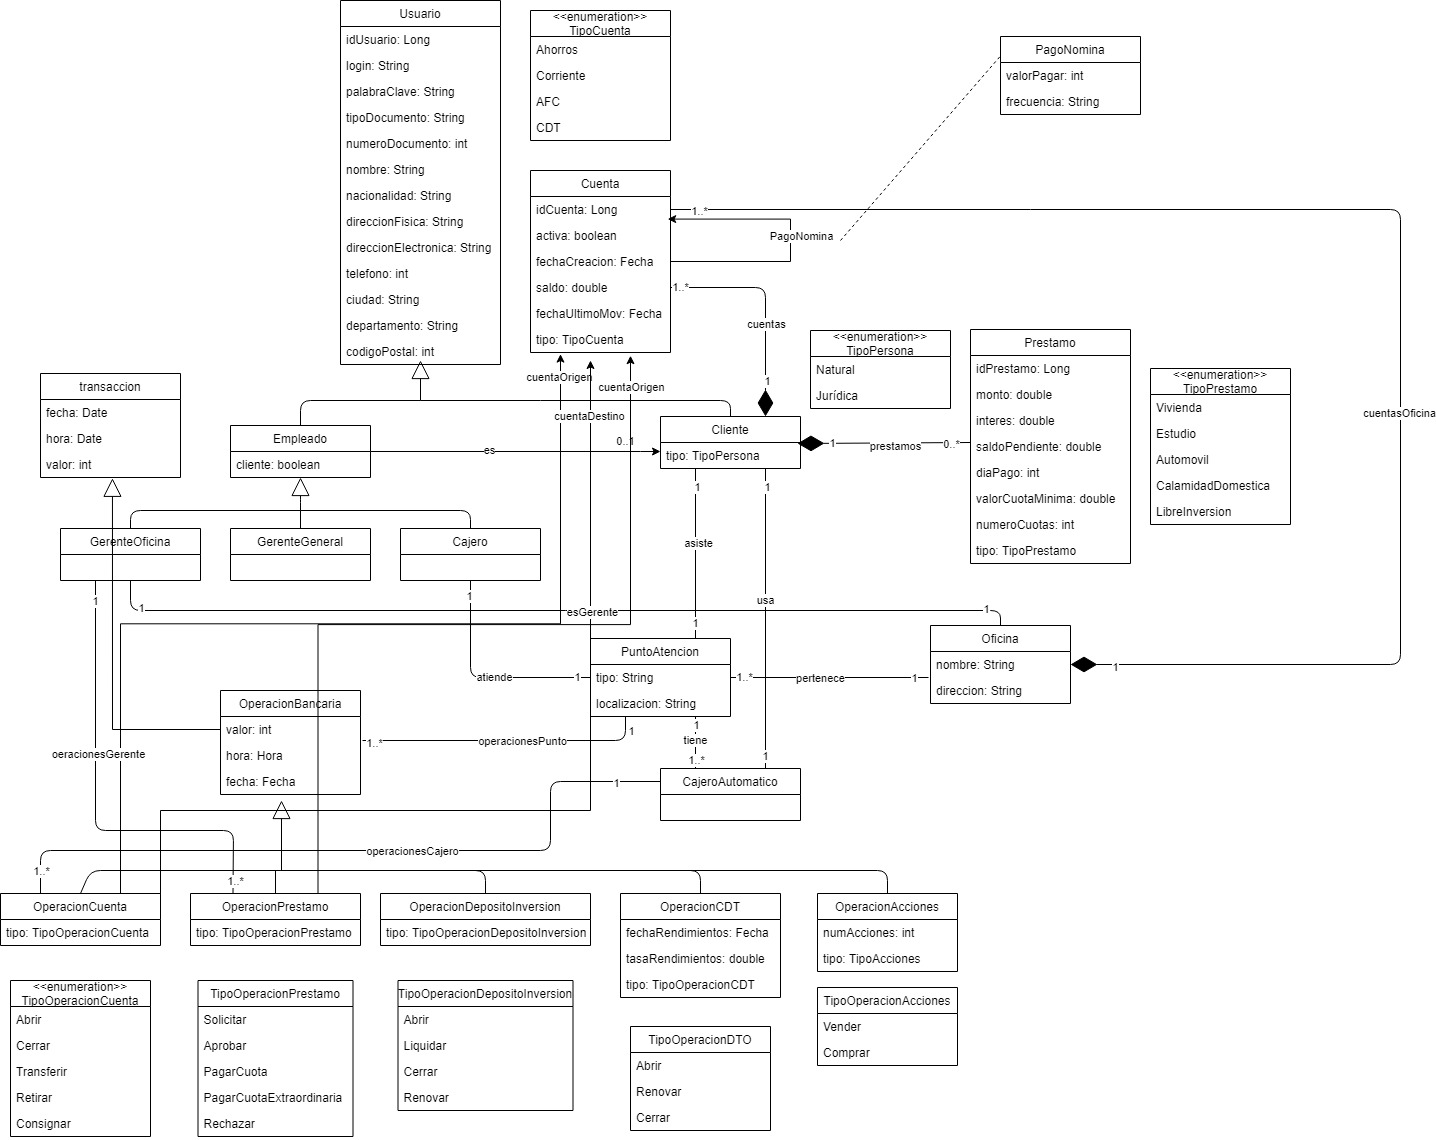 Usuario
idUsuario: Long
login: String
palabraClave: String
tipoDocumento: String
numeroDocumento: int
nombre: String
nacionalidad: String
direccionFisica: String
direccionElectronica: String
telefono: int
ciudad: String
departamento: String
codigoPostal: int
<<enumeration>>
TipoCuenta
Ahorros
Corriente
AFC
CDT
PagoNomina
valorPagar: int
frecuencia: String
Cuenta
idCuenta: Long
activa: boolean
fechaCreacion: Fecha
saldo: double
fechaUltimoMov: Fecha
tipo: TipoCuenta
1..*
PagoNomina
1..*
cuentas
1
cuentasOficina
<<enumeration>>
TipoPersona
Natural
Jurídica
Prestamo
idPrestamo: Long
monto: double
interes: double
saldoPendiente: double
diaPago: int
valorCuotaMinima: double
numeroCuotas: int
tipo: TipoPrestamo
<<enumeration>>
TipoPrestamo
Vivienda
Estudio
Automovil
CalamidadDomestica
LibreInversion
transaccion
fecha: Date
hora: Date
valor: int
cuentaOrigen
cuentaOrigen
cuentaDestino
Empleado
cliente: boolean
es
0..1
Cliente
tipo: TipoPersona
1
prestamos
0..*
1
1
GerenteOficina
GerenteGeneral
Cajero
asiste
usa
1
1
1
esGerente
1
1
Oficina
nombre: String
direccion: String
1
PuntoAtencion
tipo: String
localizacion: String
atiende
1
1..*
pertenece
1
OperacionBancaria
valor: int
hora: Hora
fecha: Fecha
1..*
operacionesPunto
1
1
tiene
1..*
1
oeracionesGerente
CajeroAutomatico
1
operacionesCajero
1..*
1..*
OperacionCuenta
tipo: TipoOperacionCuenta
OperacionPrestamo
tipo: TipoOperacionPrestamo
OperacionDepositoInversion
tipo: TipoOperacionDepositoInversion
OperacionCDT
fechaRendimientos: Fecha
tasaRendimientos: double
tipo: TipoOperacionCDT
OperacionAcciones
numAcciones: int
tipo: TipoAcciones
<<enumeration>>
TipoOperacionCuenta
Abrir
Cerrar
Transferir
Retirar
Consignar
TipoOperacionPrestamo
Solicitar
Aprobar
PagarCuota
PagarCuotaExtraordinaria
Rechazar
TipoOperacionDepositoInversion
Abrir
Liquidar
Cerrar
Renovar
TipoOperacionDTO
Abrir
Renovar
Cerrar
TipoOperacionAcciones
Vender
Comprar